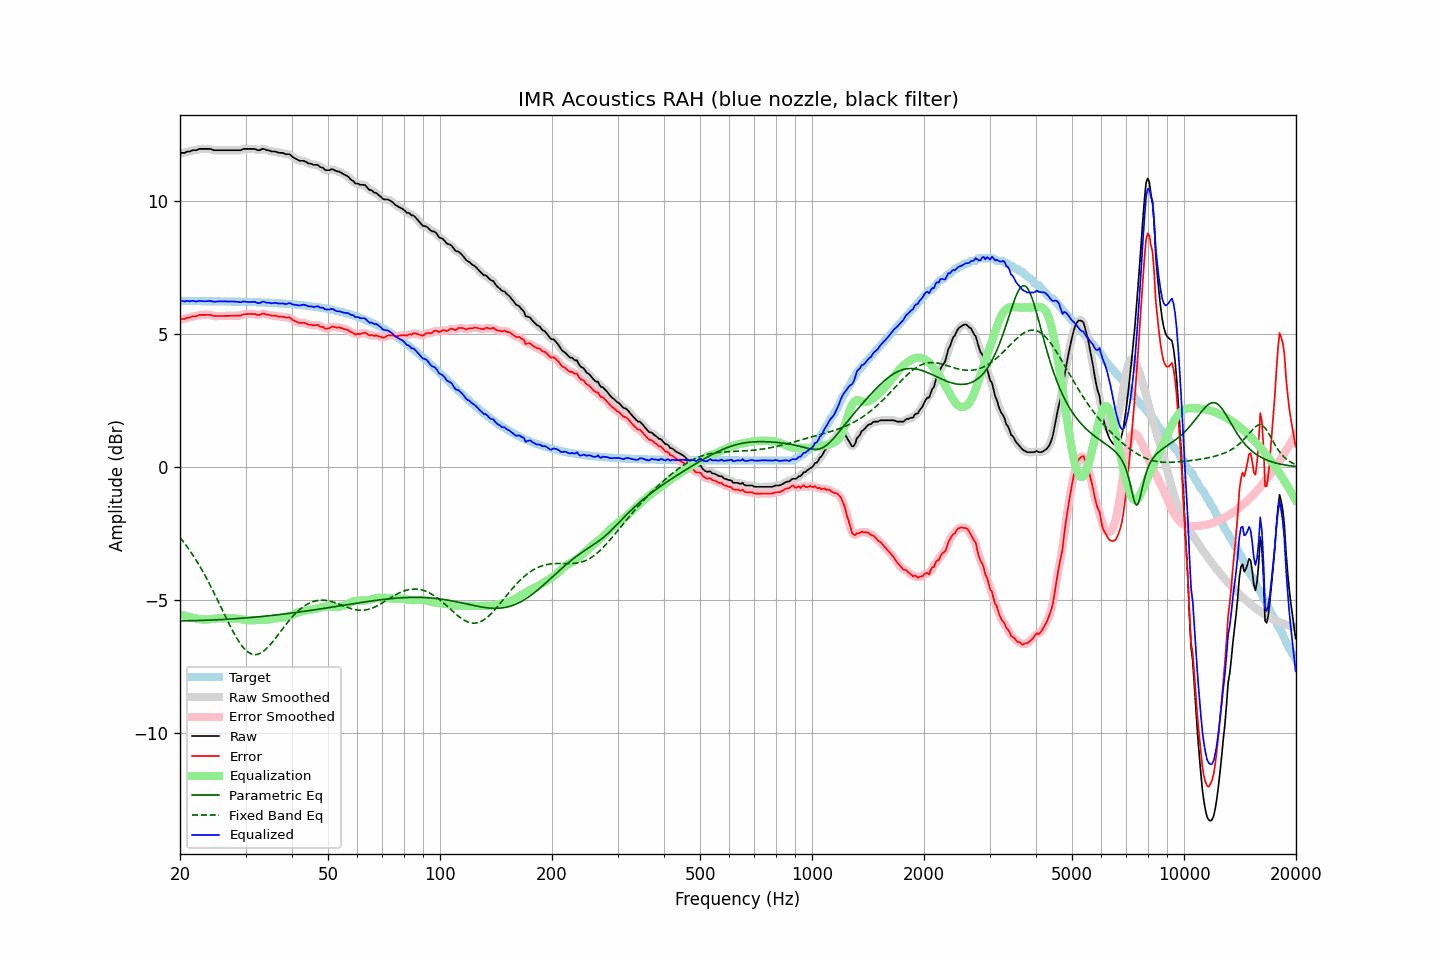 IMR Acoustics RAH (blue nozzle, black filter)
Amplitude (dBr)
10
5
0
−5
−10
Target
Raw Smoothed
Error Smoothed
Raw
Error
Equalization
Parametric Eq
Fixed Band Eq
Equalized
20 50 100 200 500 1000 2000 5000 10000 20000
Frequency (Hz)